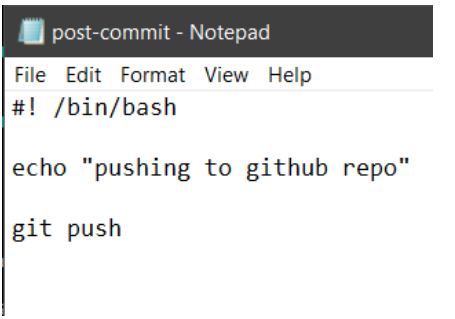 post-commit - Notepad
File Edit Format View Help
#! /bin/bash
echo "pushing to github repo"
git push